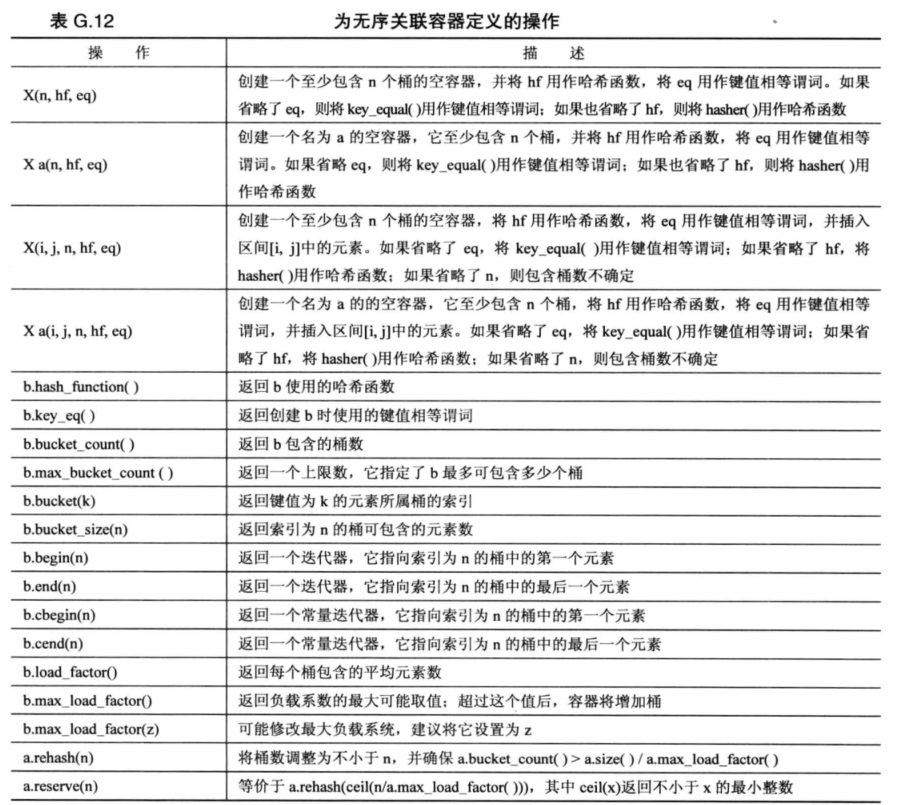 表 G.12 为无序关联容器定义的操作
操 作 描 述
X(n, hf, eq) 创建一个至少包含 n 个桶的空容器，并将 hf 用作哈希函数，将 eq 用作键值相等谓词。如果
省略了 eq，则将 key_equal( )用作键值相等谓词；如果也省略了 hf，则将 hasher( )用作哈希函数
X a(n, hf, eq) 创建一个名为 a 的空容器，它至少包含 n 个桶，并将 hf 用作哈希函数，将 eq 用作键值相等
谓词。如果省略 eq，则将 key_equal( )用作键值相等谓词；如果也省略了 hf，则将 hasher( )用
作哈希函数
X(i, j, n, hf, eq) 创建一个至少包含 n 个桶的空容器，将 hf 用作哈希函数，将 eq 用作键值相等谓词，并插入
区间[i, j]中的元素。如果省略了 eq，将 key_equal( )用作键值相等谓词；如果省略了 hf，将
hasher( )用作哈希函数；如果省略了 n，则包含桶数不确定
X a(i, j, n, hf, eq) 创建一个名为 a 的的空容器，它至少包含 n 个桶，将 hf 用作哈希函数，将 eq 用作键值相等
谓词，并插入区间[i, j]中的元素。如果省略了 eq，将 key_equal( )用作键值相等谓词；如果省
略了 hf，将 hasher( )用作哈希函数；如果省略了 n，则包含桶数不确定
b.hash_function( ) 返回 b 使用的哈希函数
b.key_eq( ) 返回创建 b 时使用的键值相等谓词
b.bucket_count( ) 返回 b 包含的桶数
b.max_bucket_count ( ) 返回一个上限数，它指定了 b 最多可包含多少个桶
b.bucket(k) 返回键值为 k 的元素所属桶的索引
b.bucket_size(n) 返回索引为 n 的桶可包含的元素数
b.begin(n) 返回一个迭代器，它指向索引为 n 的桶中的第一个元素
b.end(n) 返回一个迭代器，它指向索引为 n 的桶中的最后一个元素
b.cbegin(n) 返回一个常量迭代器，它指向索引为 n 的桶中的第一个元素
b.cend(n) 返回一个常量迭代器，它指向索引为 n 的桶中的最后一个元素
b.load_factor() 返回每个桶包含的平均元素数
b.max_load_factor() 返回负载系数的最大可能取值；超过这个值后，容器将增加桶
b.max_load_factor(z) 可能修改最大负载系统，建议将它设置为 z
a.rehash(n) 将桶数调整为不小于 n，并确保 a.bucket_count( ) > a.size( ) / a.max_load_factor( )
a.reserve(n) 等价于 a.rehash(ceil(n/a.max_load_factor( )))，其中 ceil(x)返回不小于 x 的最小整数